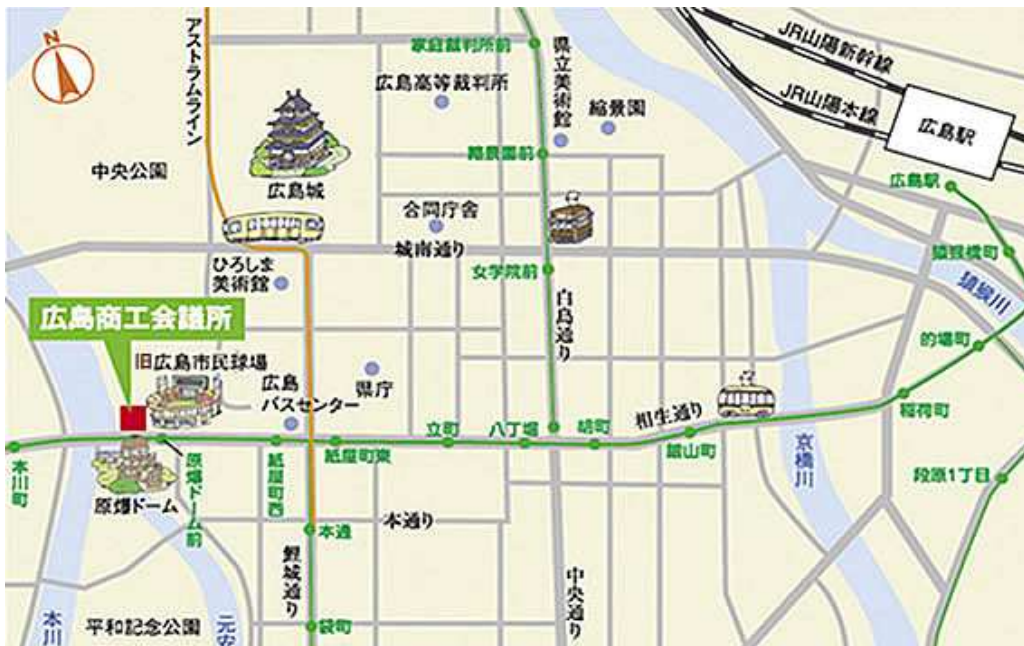 N
アストラムライン
家庭裁判所前
県立美術館
広島高等裁判所
縮景園
JR山陽新幹線
JR山陽本線
広島駅
中央公園
広島城
縮景園前
広島駅
合同庁舎
城南通り
ひろしま
美術館
女学院前
白島通り
猿猴橋町
猿猴川
広島商工会議所
旧広島市民球場
広島
バスセンター
県庁
的場町
稲荷町
相生通り
立町
八丁堀
胡町
銀山町
京橋川
段原1丁目
本川町
原爆ドーム
原爆ドーム前
紙屋町西
紙屋町東
本通り
本通
鯉城通り
中央通り
袋町
平和記念公園
本川
元安